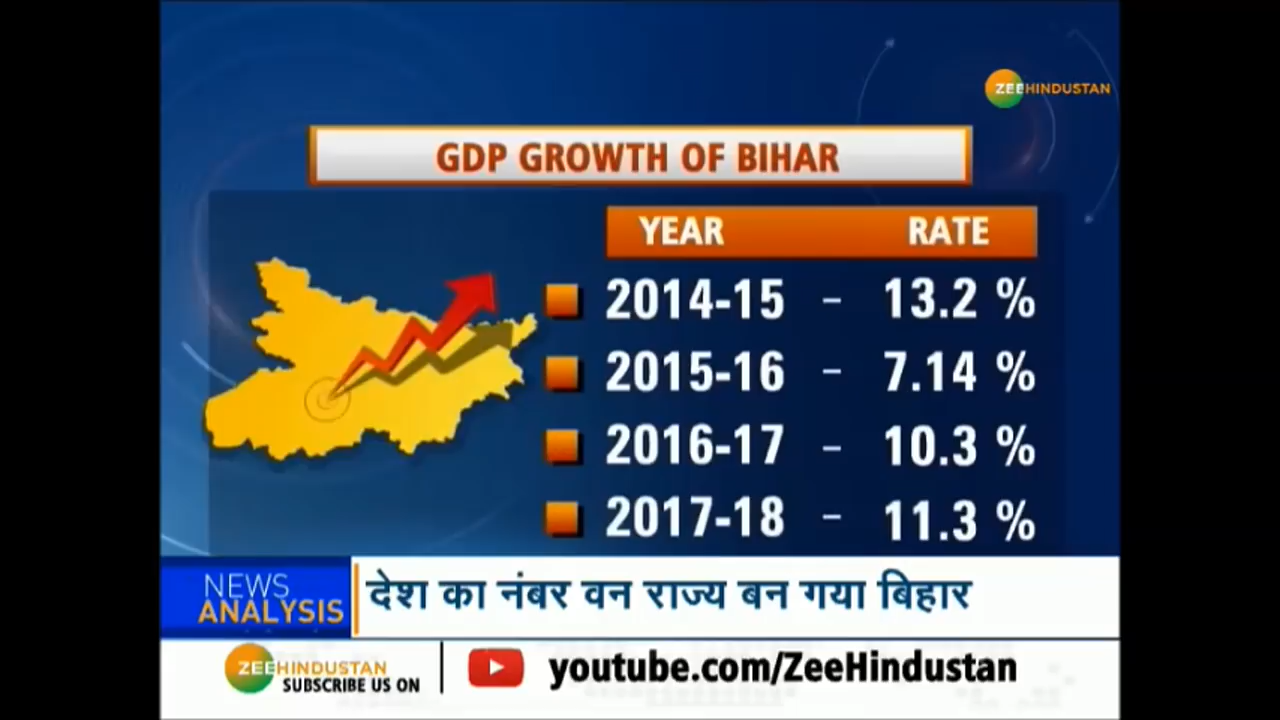 ZEEHINDUSTAN
GDP GROWTH OF BIHAR
YEAR RATE
2014-15 - 13.2 %
2015-16 - 7.14 %
2016-17 - 10.3 %
2017-18 - 11.3 %
NEWS
ANALYSIS
देश का नंबर वन राज्य बन गया बिहार
ZEEHINDUSTAN
SUBSCRIBE US ON
youtube.com/ZeeHindustan